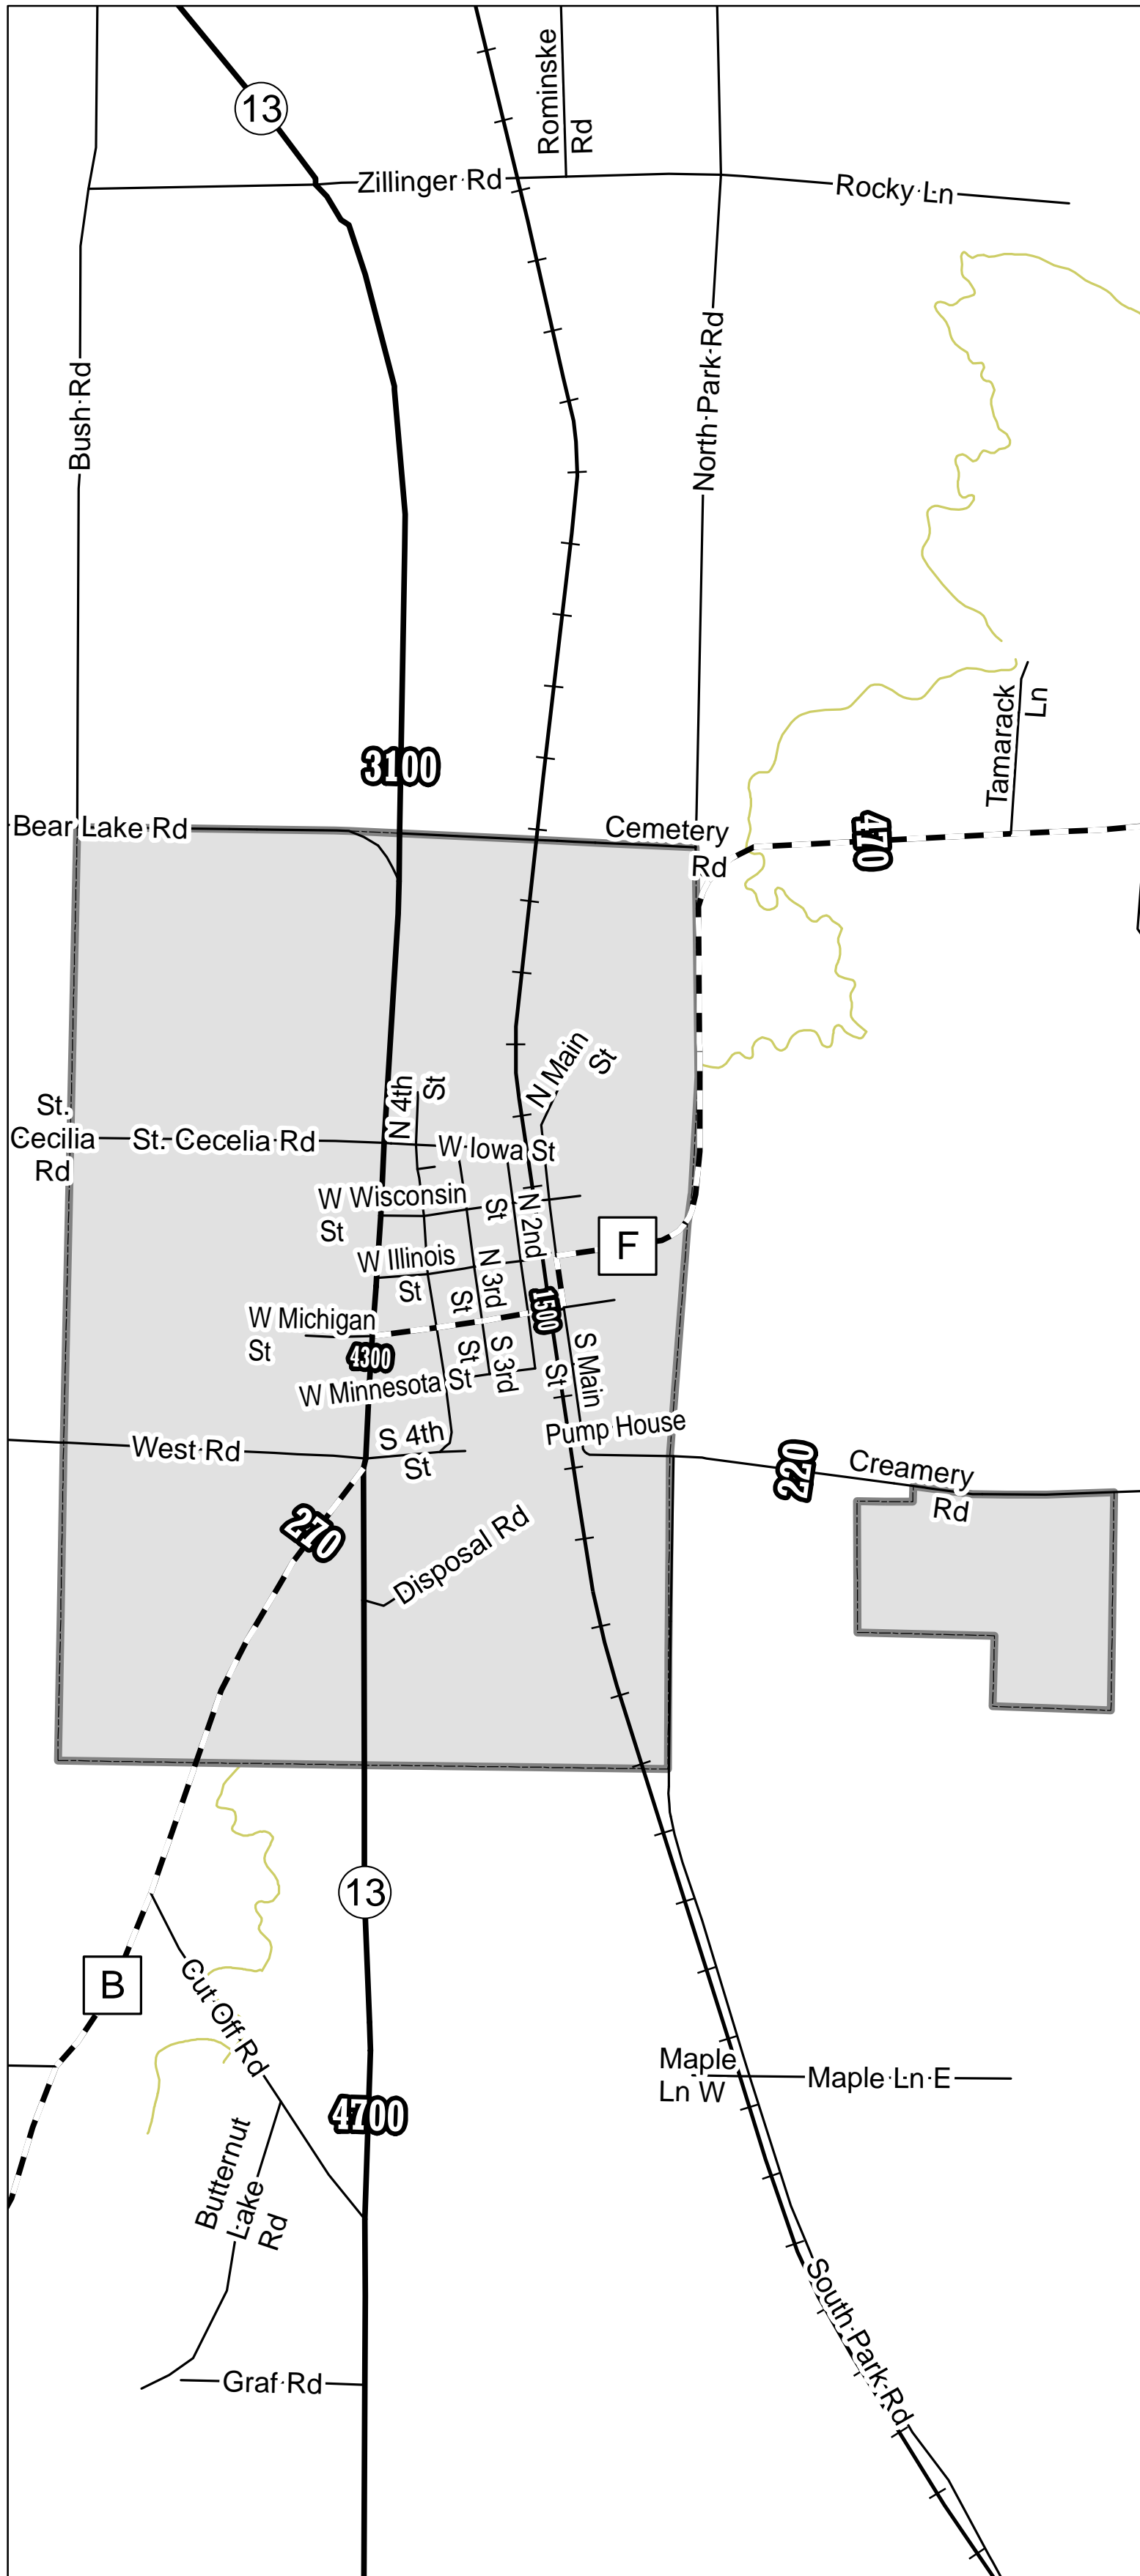 Rominske
Rd
13
Zillinger Rd
Rocky Ln
Bush Rd
North Park Rd
Tamarack
Ln
3100
Bear Lake Rd
Cemetery
Rd
470
N Main
St
N 4th
St
St.
Cecilia
Rd
St. Cecelia Rd
W Iowa St
W Wisconsin
St
N 2nd
St
F
W Illinois
St
N 3rd
St
1500
W Michigan
St
4300
S 3rd
St
S Main
St
W Minnesota St
Pump House
S 4th
St
West Rd
220
Creamery
Rd
270
Disposal Rd
13
B
Cut Off Rd
Maple
Ln W
Maple Ln E
4700
Butternut
Lake
Rd
South Park Rd
Graf Rd